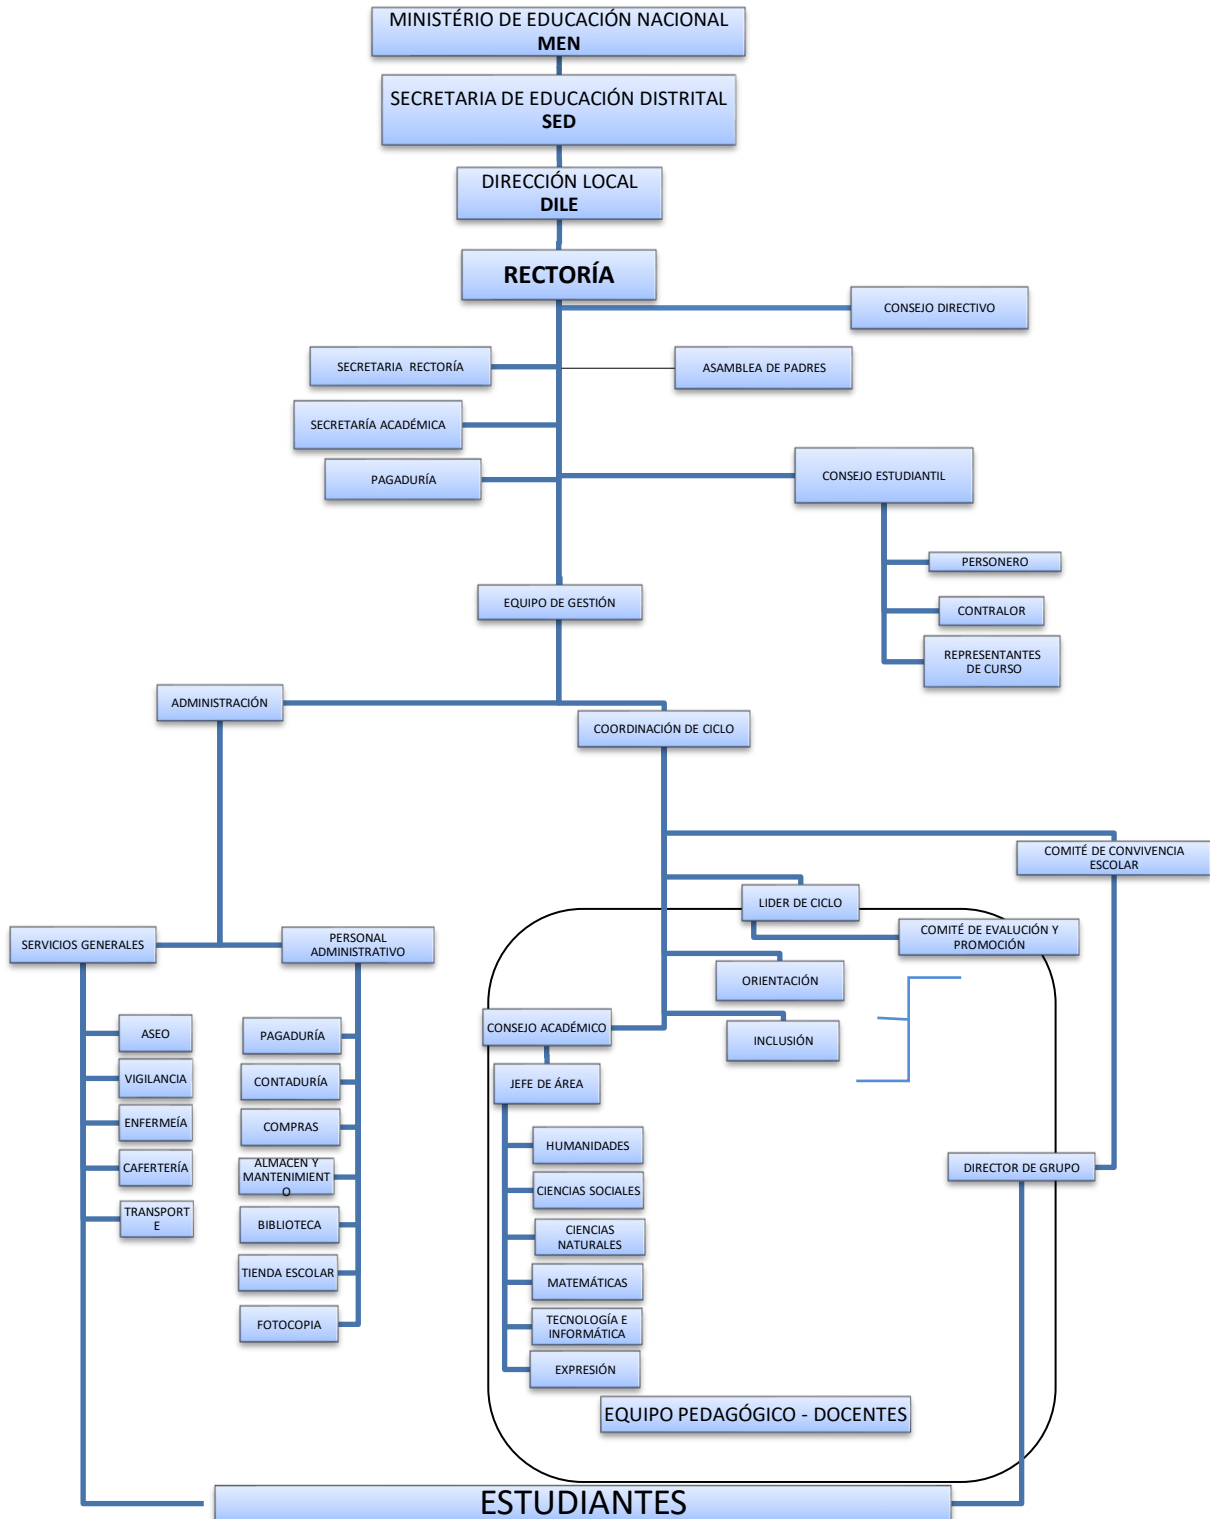 MINISTÉRIO DE EDUCACIÓN NACIONAL
MEN
SECRETARIA DE EDUCACIÓN DISTRITAL
SED
DIRECCIÓN LOCAL
DILE
RECTORÍA
CONSEJO DIRECTIVO
SECRETARIA RECTORÍA
ASAMBLEA DE PADRES
SECRETARÍA ACADÉMICA
PAGADURÍA
CONSEJO ESTUDIANTIL
PERSONERO
CONTRALOR
REPRESENTANTES
DE CURSO
EQUIPO DE GESTIÓN
ADMINISTRACIÓN
COORDINACIÓN DE CICLO
COMITÉ DE CONVIVENCIA
ESCOLAR
LIDER DE CICLO
COMITÉ DE EVALUCIÓN Y
PROMOCIÓN
SERVICIOS GENERALES
PERSONAL
ADMINISTRATIVO
ORIENTACIÓN
CONSEJO ACADÉMICO
INCLUSIÓN
JEFE DE ÁREA
ASEO
VIGILANCIA
ENFERMEÍA
CAFERTERÍA
TRANSPORT
E
PAGADURÍA
CONTADURÍA
COMPRAS
ALMACEN Y
MANTENIMIENT
O
BIBLIOTECA
TIENDA ESCOLAR
FOTOCOPIA
HUMANIDADES
CIENCIAS SOCIALES
CIENCIAS
NATURALES
MATEMÁTICAS
TECNOLOGÍA E
INFORMÁTICA
EXPRESIÓN
DIRECTOR DE GRUPO
EQUIPO PEDAGÓGICO - DOCENTES
ESTUDIANTES